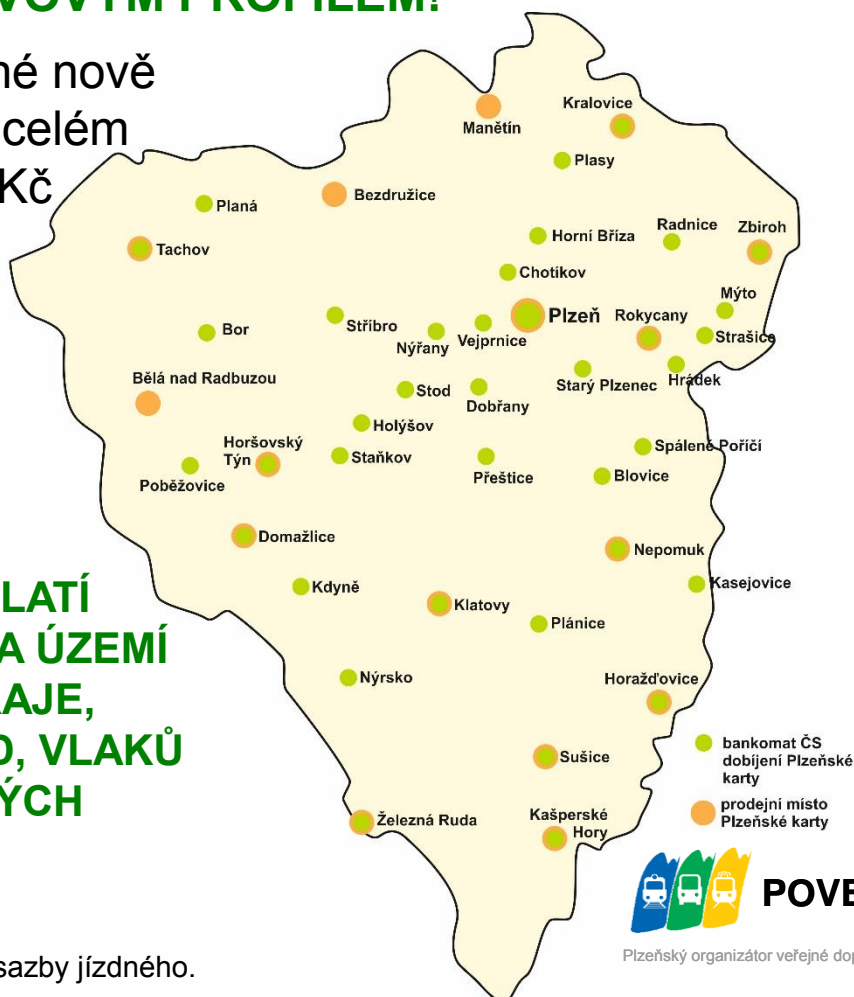 né nově
celém
Kč
Manětín
Kralovice
Plasy
Planá
Bezdružice
Tachov
Horní Bříza
Radnice
Zbiroh
Chotíkov
Mýto
Plzeň
Rokycany
Stříbro
Nýřany
Vejprnice
Strašice
Bor
Starý Plzenec
Hrádek
Bělá nad Radbuzou
Stod
Dobřany
Holýšov
Horšovský
Týn
Staňkov
Přeštice
Spálené Poříčí
Blovice
Poběžovice
Domažlice
Nepomuk
Kdyně
Kasejovice
Klatovy
Plánice
LATÍ
A ÚZEMÍ
AJE,
D, VLAKŮ
ÝCH
Nýrsko
Horažďovice
Sušice
Železná Ruda
Kašperské
Hory
bankomat ČS
dobíjení Plzeňské
karty
prodejní místo
Plzeňské karty
POVE
Plzeňský organizátor veřejné dop
sazby jízdného.